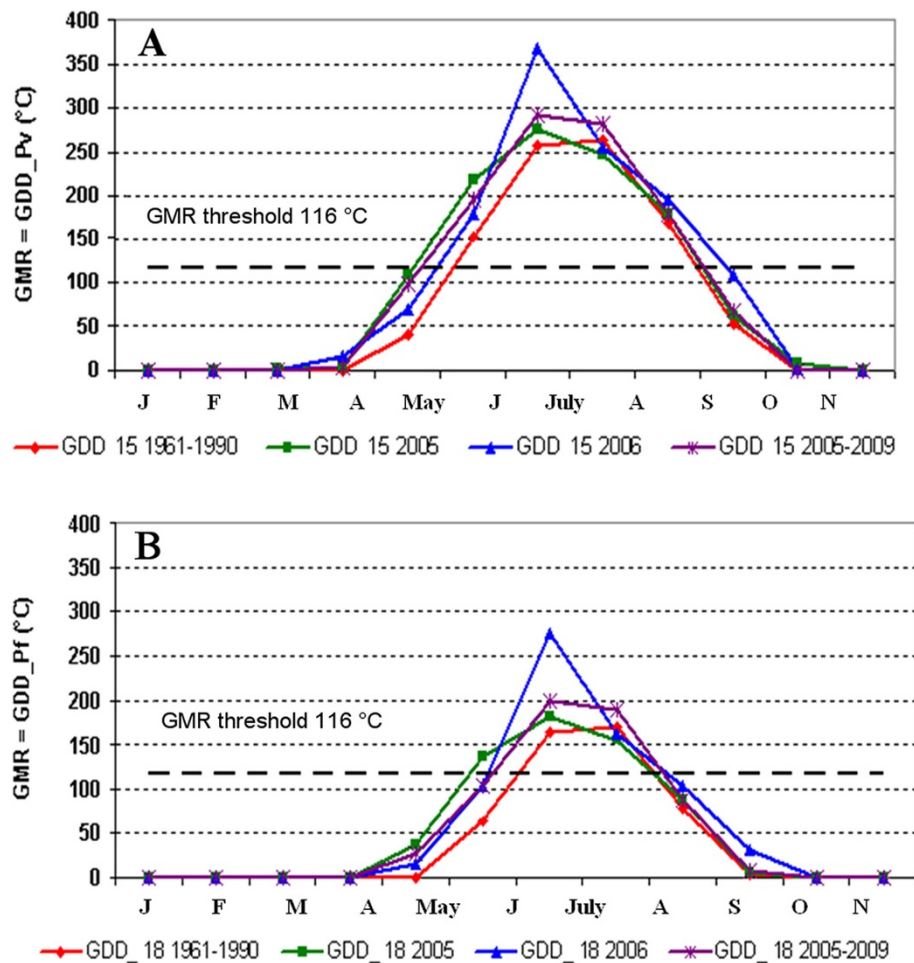 A
GMR = GDD_Pv (°C)
400
350
300
250
200
150
100
50
0
GMR threshold 116 °C
J F M A May J July A S O N
GDD 15 1961-1990 GDD 15 2005 GDD 15 2006 GDD 15 2005-2009
B
GMR = GDD_Pf (°C)
400
350
300
250
200
150
100
50
0
GMR threshold 116 °C
J F M A May J July A S O N
GDD_ 18 1961-1990 GDD_ 18 2005 GDD_ 18 2006 GDD_ 18 2005-2009